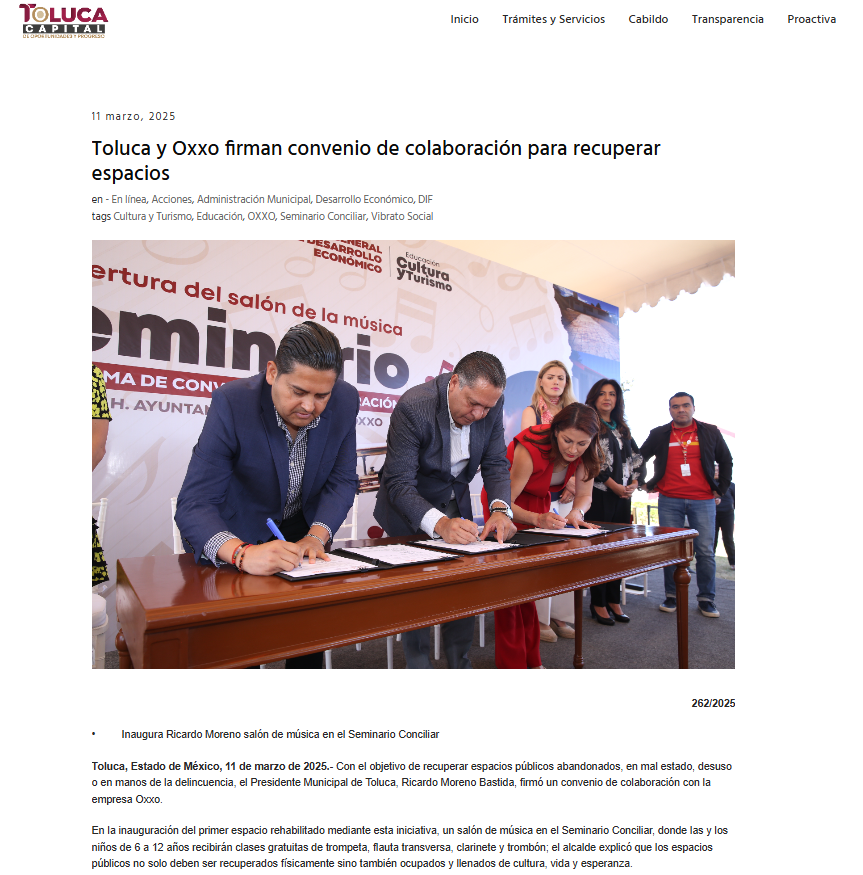 TOLUCA
CAPITAL
DE OPORTUNIDADES Y PROGRESO
Inicio Trámites y Servicios Cabildo Transparencia Proactiva
11 marzo, 2025
Toluca y Oxxo firman convenio de colaboración para recuperar
espacios
en - En línea, Acciones, Administración Municipal, Desarrollo Económico, DIF
tags Cultura y Turismo, Educación, OXXO, Seminario Conciliar, Vibrato Social
GENERAL
DESARROLLO
ECONÓMICO
Educación
Cultura
y Turismo
ertura del salón de la música
emin rio
MA DE CONV RACIÓN
H. AYUNTA OXXO
262/2025
• Inaugura Ricardo Moreno salón de música en el Seminario Conciliar
Toluca, Estado de México, 11 de marzo de 2025.- Con el objetivo de recuperar espacios públicos abandonados, en mal estado, desuso
o en manos de la delincuencia, el Presidente Municipal de Toluca, Ricardo Moreno Bastida, firmó un convenio de colaboración con la
empresa Oxxo.
En la inauguración del primer espacio rehabilitado mediante esta iniciativa, un salón de música en el Seminario Conciliar, donde las y los
niños de 6 a 12 años recibirán clases gratuitas de trompeta, flauta transversa, clarinete y trombón; el alcalde explicó que los espacios
públicos no solo deben ser recuperados físicamente sino también ocupados y llenados de cultura, vida y esperanza.